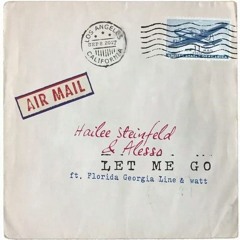 LOS ANGELES
CALIFORNIA
AIR MAIL
Hailee Steinfeld
& Alesso
LET ME GO
ft. Florida Georgia Line & watt